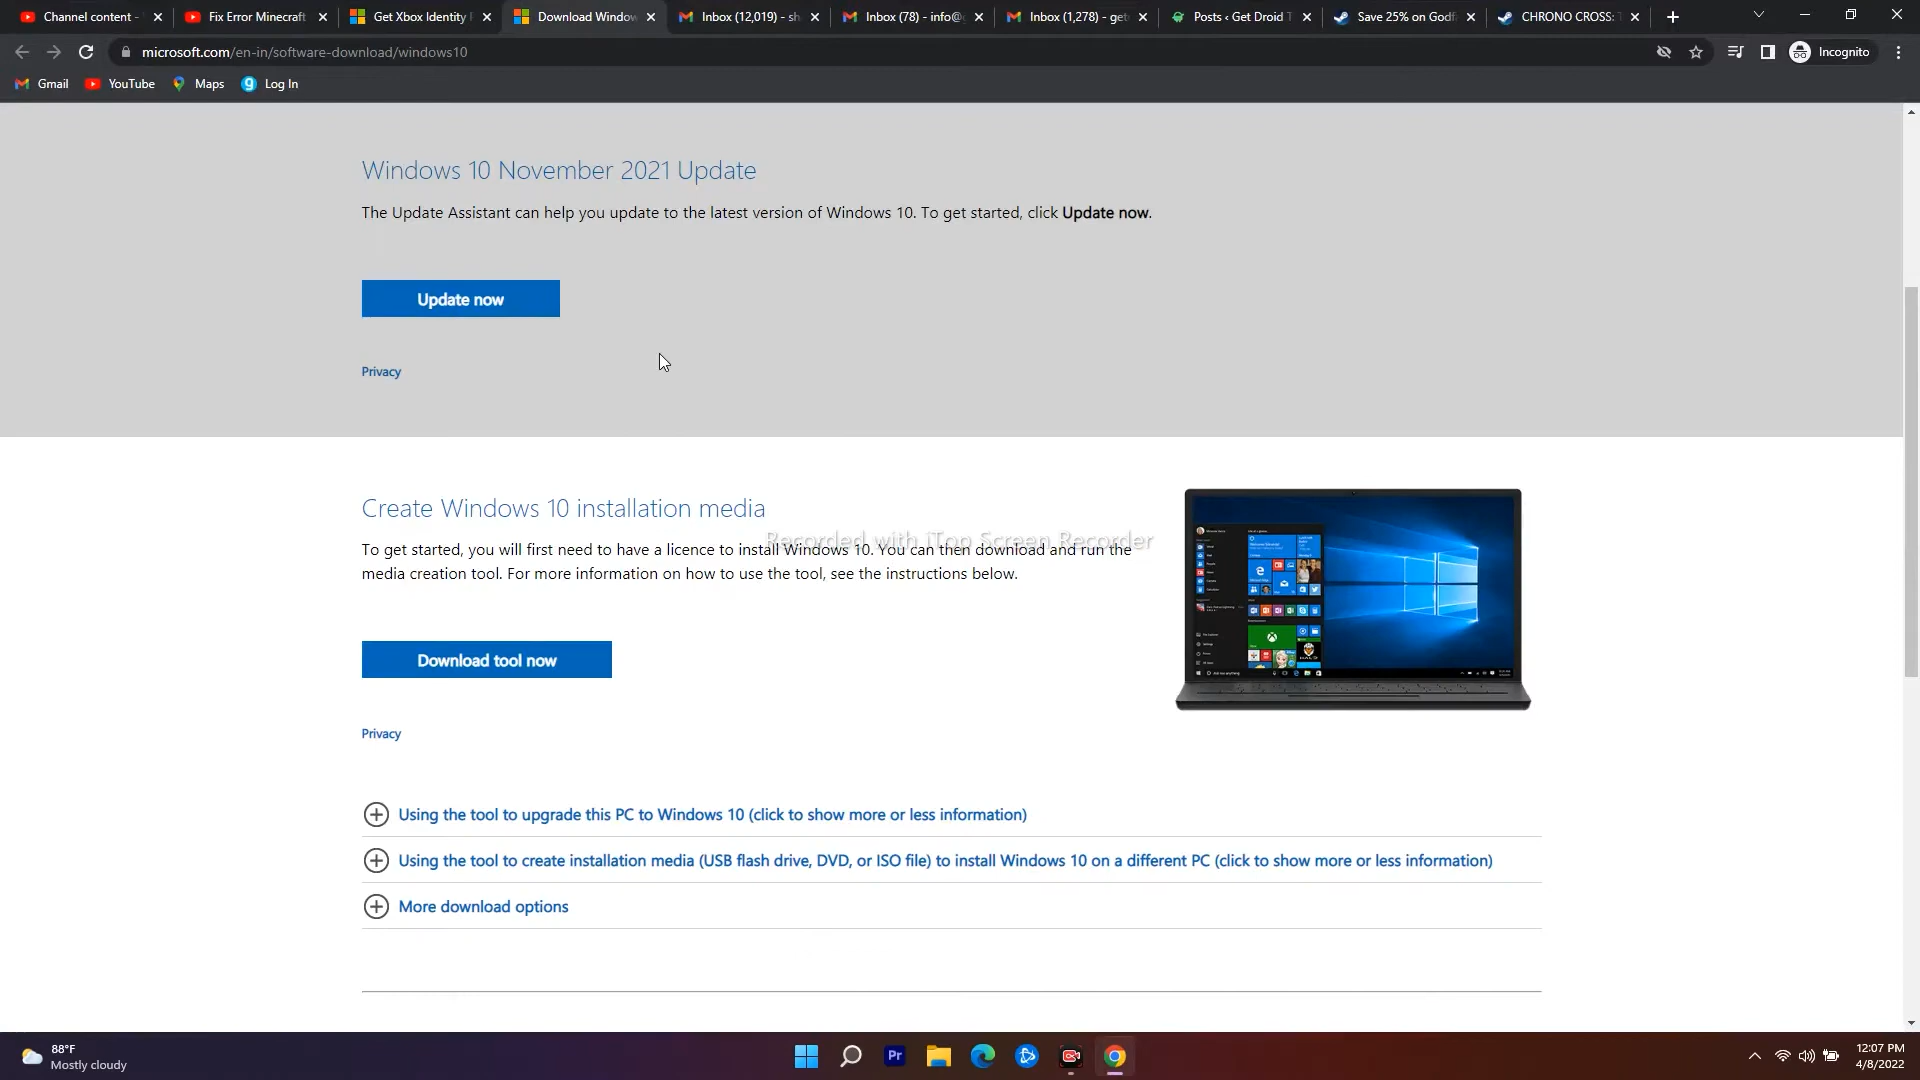 Channel content -
Fix Error Minecraft
Get Xbox Identity
Download Window
Inbox (12,019) - sh
Inbox (78) - info@
Inbox (1,278) - get
Posts ‹ Get Droid T
Save 25% on Godf
CHRONO CROSS: T
microsoft.com/en-in/software-download/windows10
Incognito
Gmail
YouTube
Maps
Log In
Windows 10 November 2021 Update
The Update Assistant can help you update to the latest version of Windows 10. To get started, click Update now.
Update now
Privacy
Create Windows 10 installation media
Recorded with iTop Screen Recorder
To get started, you will first need to have a licence to install Windows 10. You can then download and run the
media creation tool. For more information on how to use the tool, see the instructions below.
Download tool now
Privacy
Using the tool to upgrade this PC to Windows 10 (click to show more or less information)
Using the tool to create installation media (USB flash drive, DVD, or ISO file) to install Windows 10 on a different PC (click to show more or less information)
More download options
88°F
Mostly cloudy
Pr
12:07 PM
4/8/2022